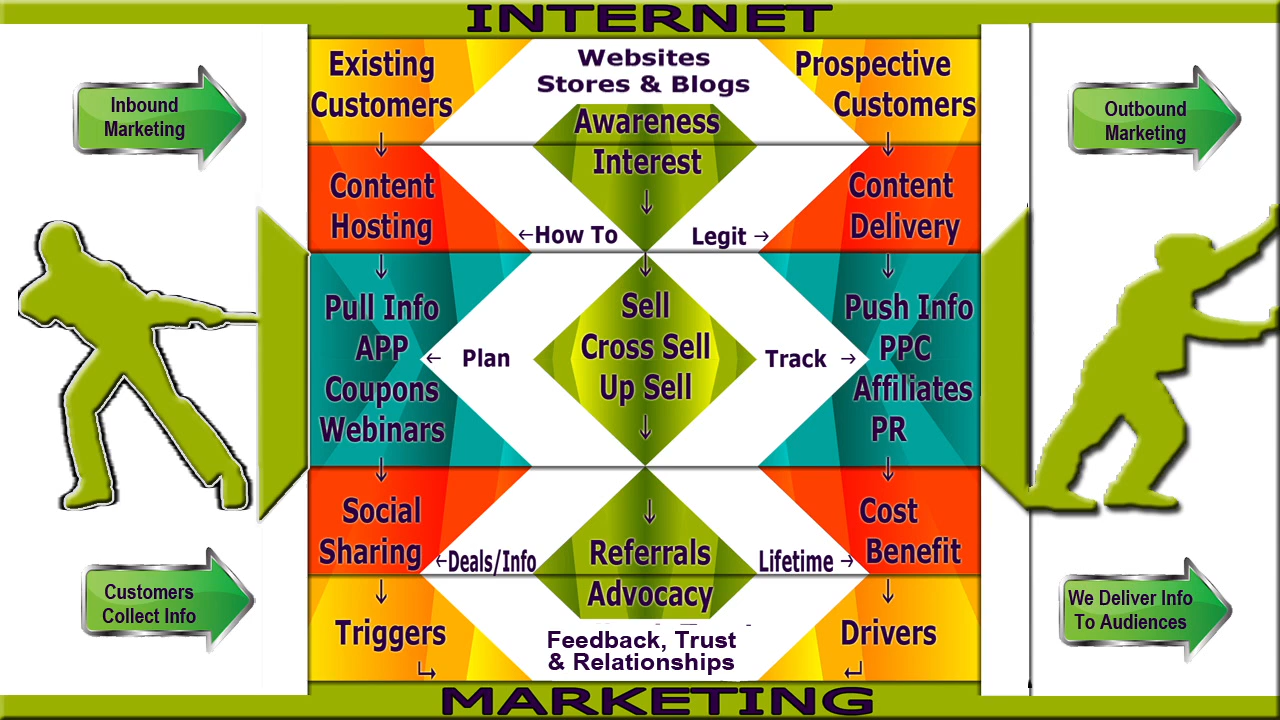 INTERNET
Inbound
Marketing
Existing
Customers
Websites
Stores & Blogs
Prospective
Customers
Outbound
Marketing
Awareness
Interest
Content
Hosting
←How To
Legit →
Content
Delivery
Pull Info
APP
Coupons
Webinars
← Plan
Sell
Cross Sell
Up Sell
Track →
Push Info
PPC
Affiliates
PR
Social
Sharing
←Deals/Info
Referrals
Advocacy
Lifetime →
Cost
Benefit
Customers
Collect Info
Triggers
Feedback, Trust
& Relationships
Drivers
We Deliver Info
To Audiences
MARKETING